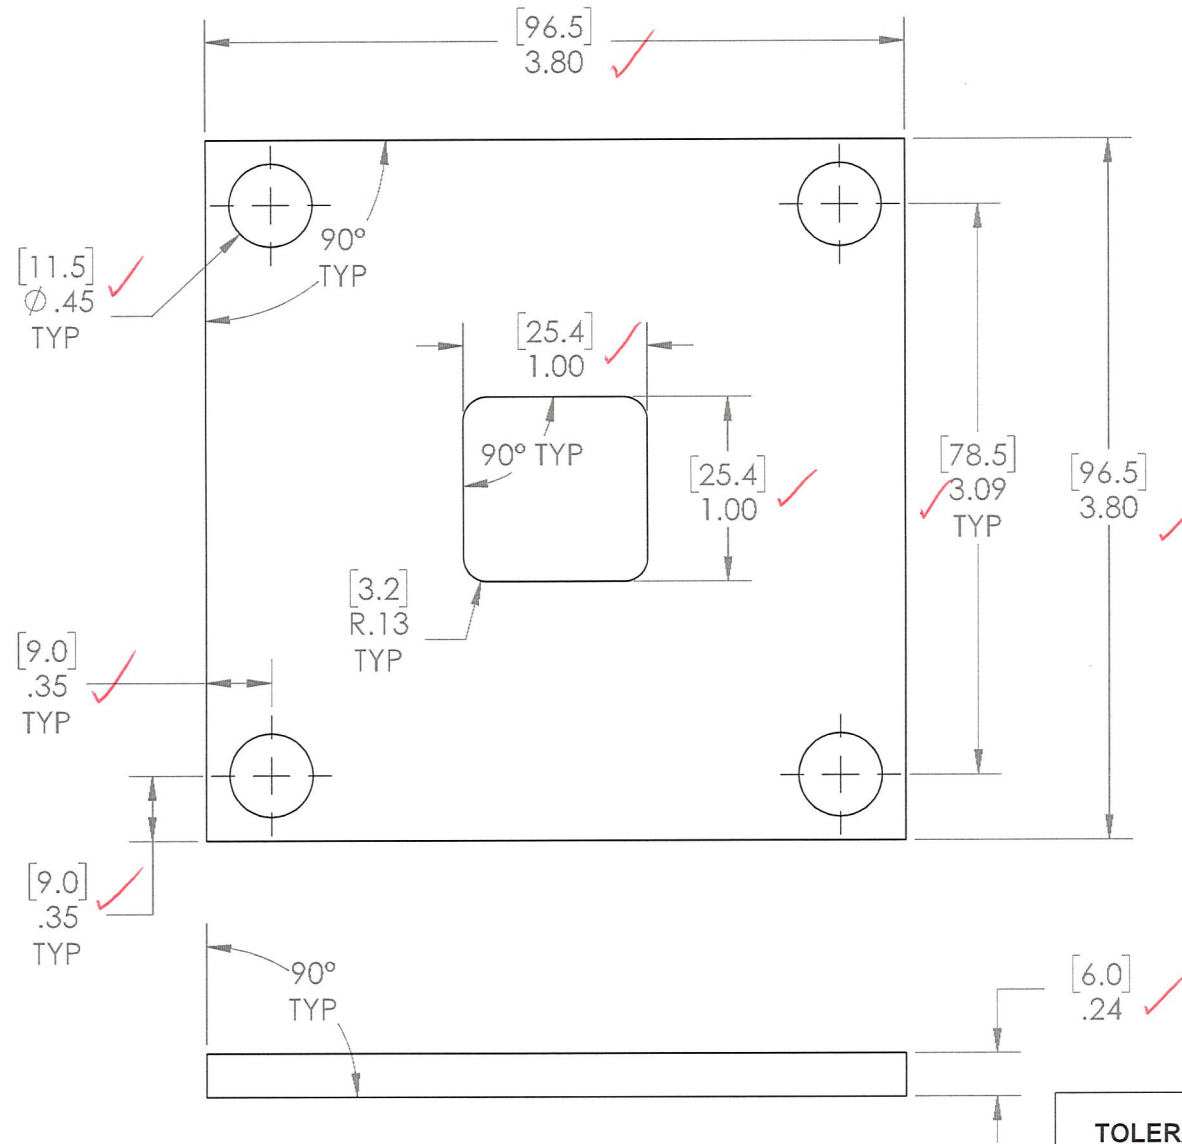 [96.5]
3.80
[11.5]
∅ .45
TYP
90°
TYP
[25.4]
1.00
90° TYP
[25.4]
1.00
[78.5]
3.09
TYP
[96.5]
3.80
[3.2]
R.13
TYP
[9.0]
.35
TYP
[9.0]
.35
TYP
90°
TYP
[6.0]
.24